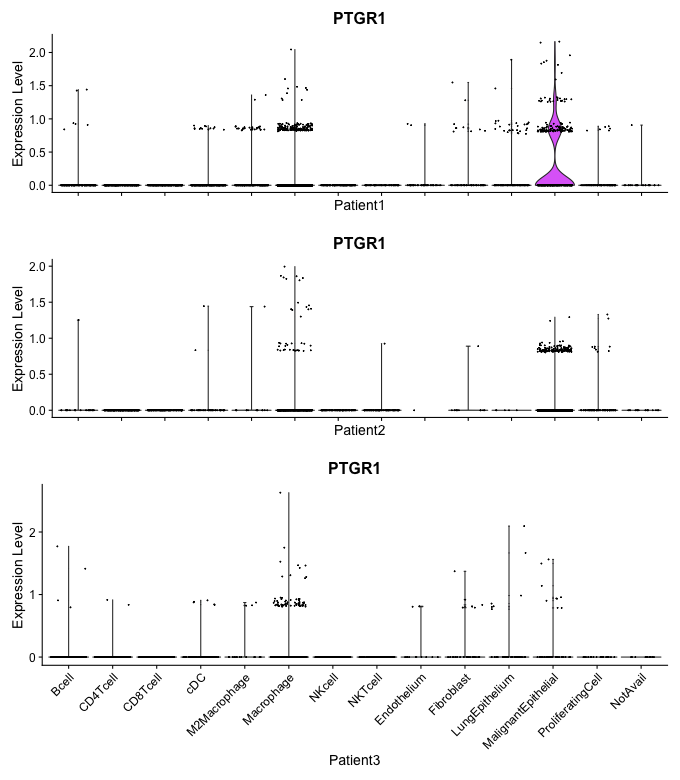 PTGR1
Expression Level
2.0
1.5
1.0
0.5
0.0
Patient1
PTGR1
Expression Level
2.0
1.5
1.0
0.5
0.0
Patient2
PTGR1
Expression Level
2
1
0
Bcell
CD4Tcell
CD8Tcell
cDC
M2Macrophage
Macrophage
NKcell
NKTcell
Endothelium
Fibroblast
LungEpithelium
MalignantEpithelial
ProliferatingCell
NotAvail
Patient3